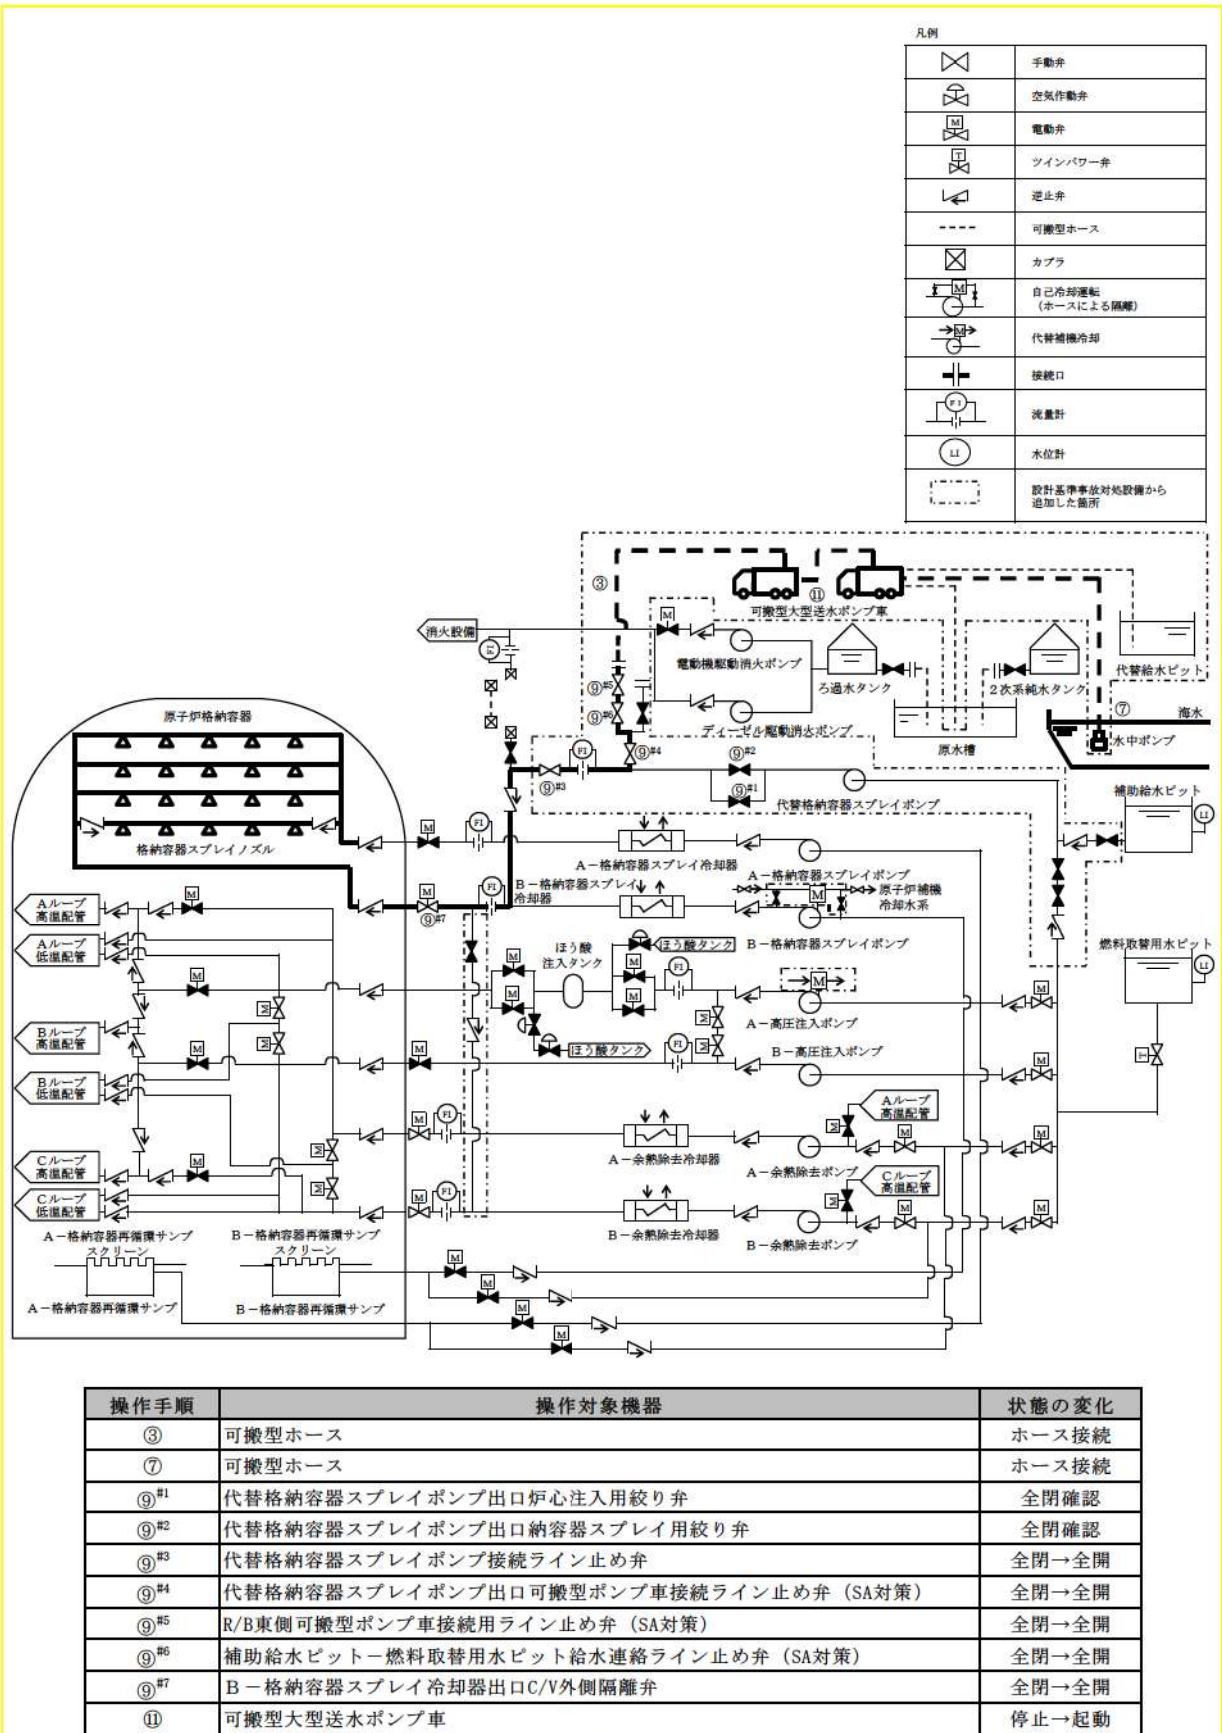 凡例
手動弁
空気作動弁
M
電動弁
T
ツインパワー弁
逆止弁
可搬型ホース
カプラ
M
自己冷却運転
（ホースによる隔離）
M
代替補機冷却
接続口
FI
流量計
LI
水位計
設計基準事故対処設備から
追加した箇所
③
⑪
可搬型大型送水ポンプ車
M
消火設備
FI
電動機駆動消火ポンプ
ろ過水タンク
2次系純水タンク
代替給水ピット
⑨#5
⑨#6
⑦
海水
ディーゼル駆動消火ポンプ
原水槽
水中ポンプ
原子炉格納容器
FI
⑨#4
⑨#2
⑨#3
⑨#1
代替格納容器スプレイポンプ
補助給水ピット
LI
M
FI
格納容器スプレイノズル
A－格納容器スプレイ冷却器
A－格納容器スプレイポンプ
M
FI
B－格納容器スプレイ
冷却器
M
原子炉補機
冷却水系
⑨#7
Aループ
高温配管
M
Aループ
低温配管
ほう酸
注入タンク
ほう酸タンク
B－格納容器スプレイポンプ
燃料取替用水ピット
LI
M
M
M
FI
M
M
M
M
M
A－高圧注入ポンプ
M
Bループ
高温配管
M
M
M
ほう酸タンク
FI
M
B－高圧注入ポンプ
M
T
Bループ
低温配管
Aループ
高温配管
M
FI
M
M
M
M
A－余熱除去冷却器
A－余熱除去ポンプ
Cループ
高温配管
M
Cループ
高温配管
Cループ
低温配管
M
M
FI
M
M
M
B－余熱除去冷却器
B－余熱除去ポンプ
A－格納容器再循環サンプ
スクリーン
B－格納容器再循環サンプ
スクリーン
M
M
A－格納容器再循環サンプ
B－格納容器再循環サンプ
M
M
操作手順 操作対象機器 状態の変化
③ 可搬型ホース ホース接続
⑦ 可搬型ホース ホース接続
⑨#1 代替格納容器スプレイポンプ出口炉心注入用絞り弁 全閉確認
⑨#2 代替格納容器スプレイポンプ出口納容器スプレイ用絞り弁 全閉確認
⑨#3 代替格納容器スプレイポンプ接続ライン止め弁 全閉→全開
⑨#4 代替格納容器スプレイポンプ出口可搬型ポンプ車接続ライン止め弁（SA対策） 全閉→全開
⑨#5 R/B東側可搬型ポンプ車接続用ライン止め弁（SA対策） 全閉→全開
⑨#6 補助給水ピット－燃料取替用水ピット給水連絡ライン止め弁（SA対策） 全閉→全開
⑨#7 B－格納容器スプレイ冷却器出口C/V外側隔離弁 全閉→全開
⑪ 可搬型大型送水ポンプ車 停止→起動